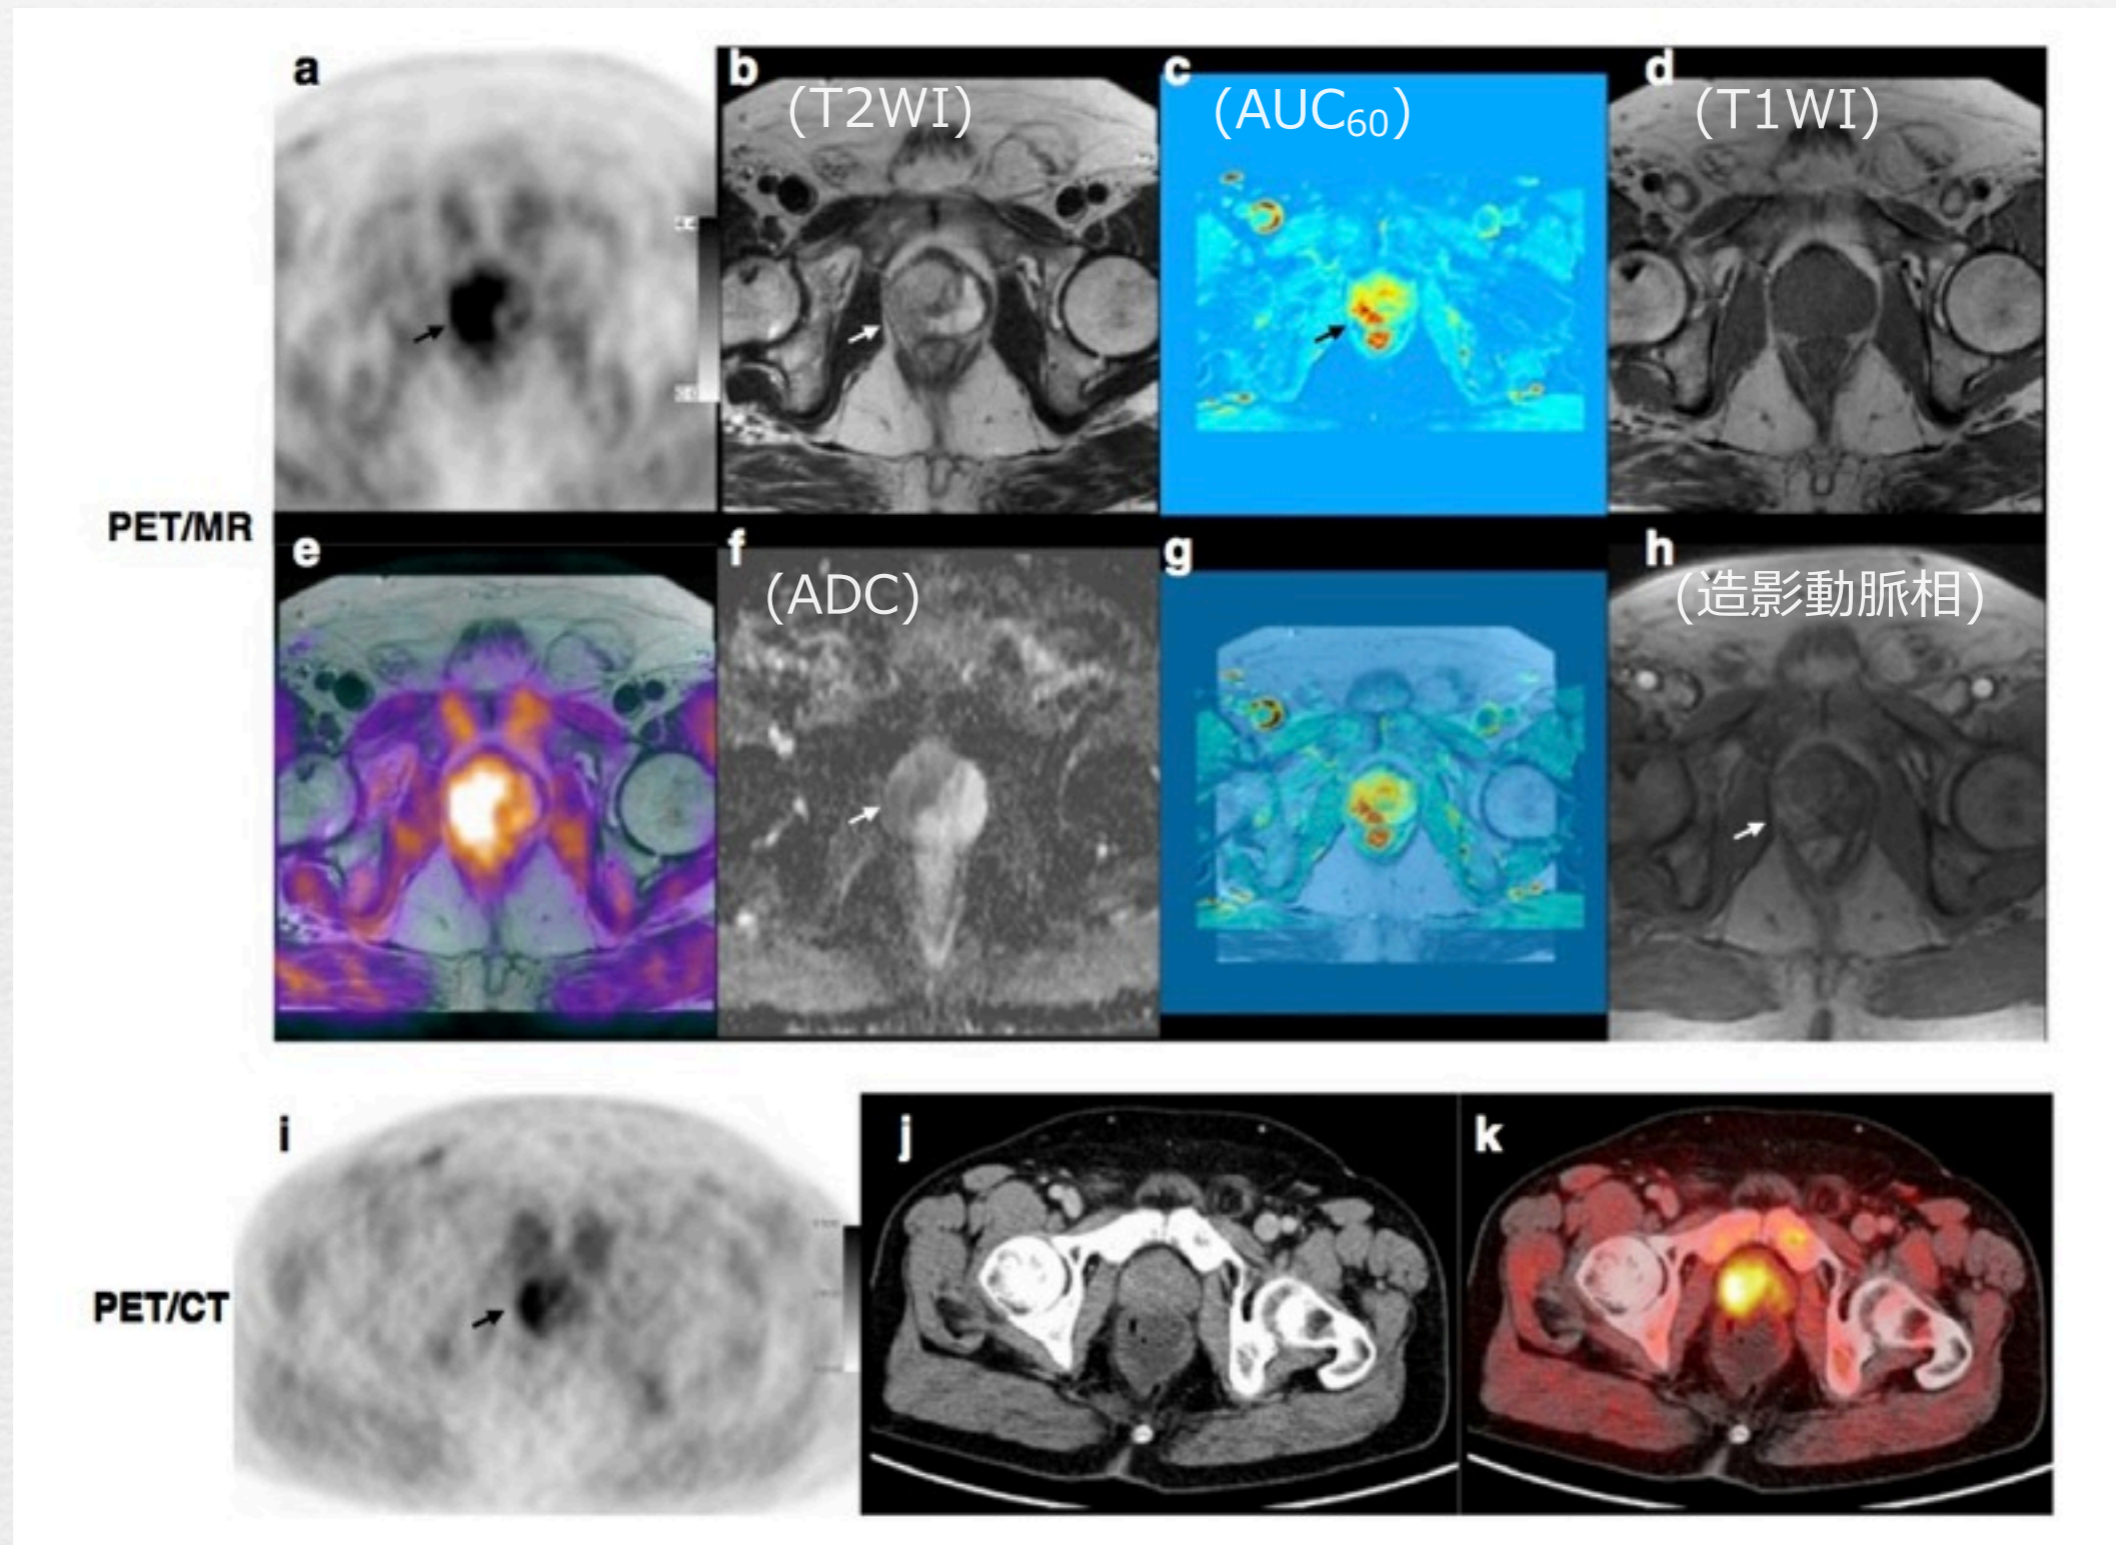 a
b
c
d
(T2WI)
(AUC₆₀)
(T1WI)
PET/MR
e
f
g
h
(ADC)
(造影動脈相)
i
j
k
PET/CT